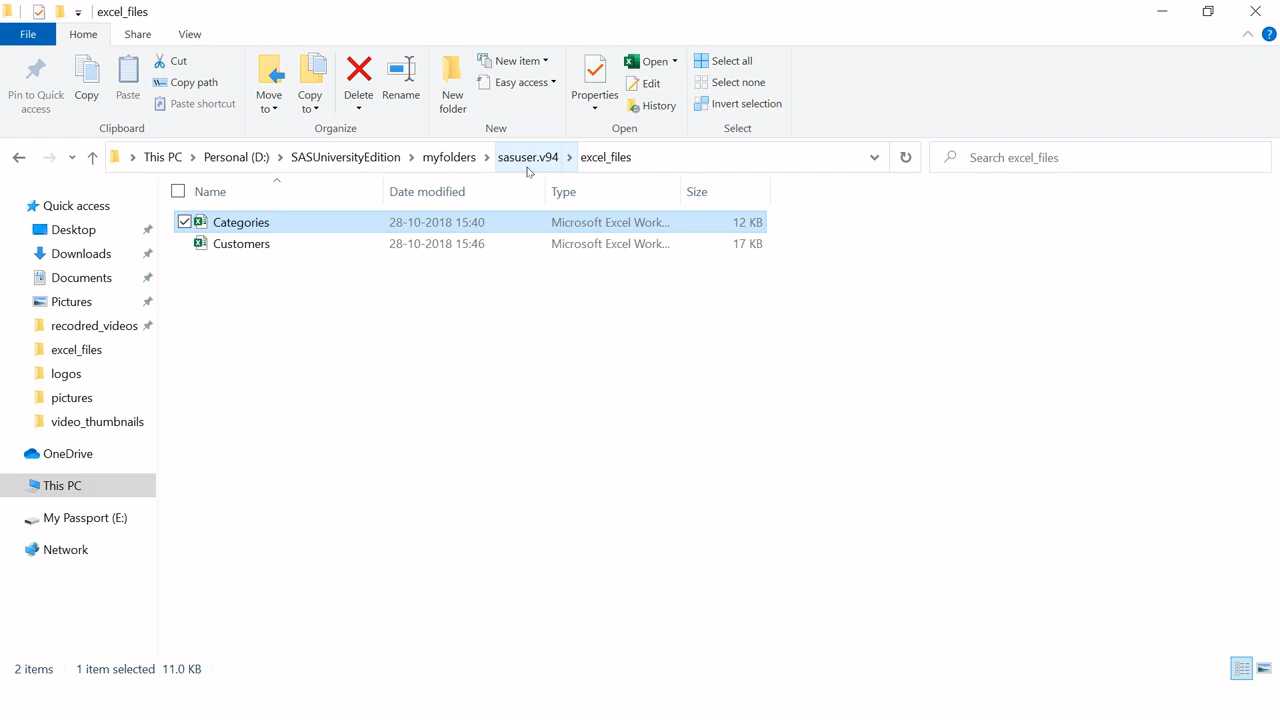 excel_files
File Home Share View
Pin to Quick access
Copy
Paste
Cut
Copy path
Paste shortcut
Clipboard
Move to
Copy to
Delete
Rename
Organize
New folder
New item
Easy access
New
Properties
Open
Edit
History
Open
Select all
Select none
Invert selection
Select
This PC Personal (D:) SASUniversityEdition myfolders sasuser.v94 excel_files
Search excel_files
Name Date modified Type Size
Categories 28-10-2018 15:40 Microsoft Excel Work... 12 KB
Customers 28-10-2018 15:46 Microsoft Excel Work... 17 KB
Quick access
Desktop
Downloads
Documents
Pictures
recodred_videos
excel_files
logos
pictures
video_thumbnails
OneDrive
This PC
My Passport (E:)
Network
2 items 1 item selected 11.0 KB